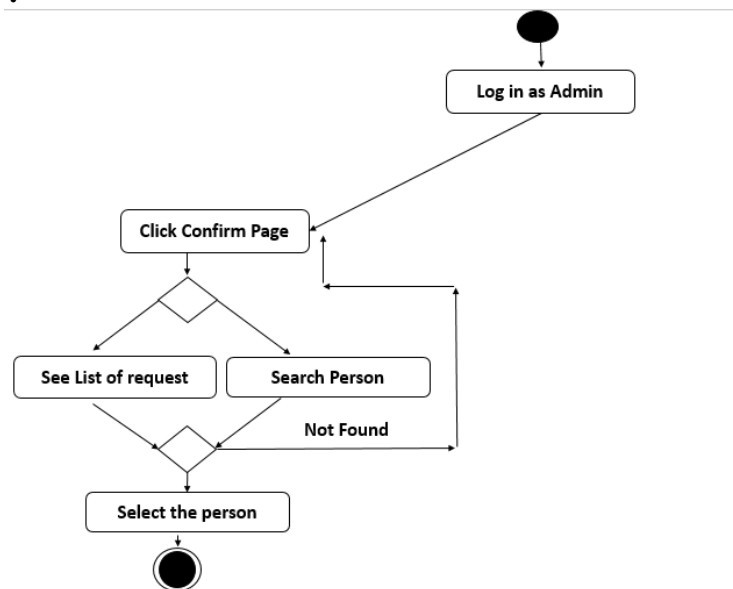 Log in as Admin
Click Confirm Page
See List of request
Search Person
Not Found
Select the person